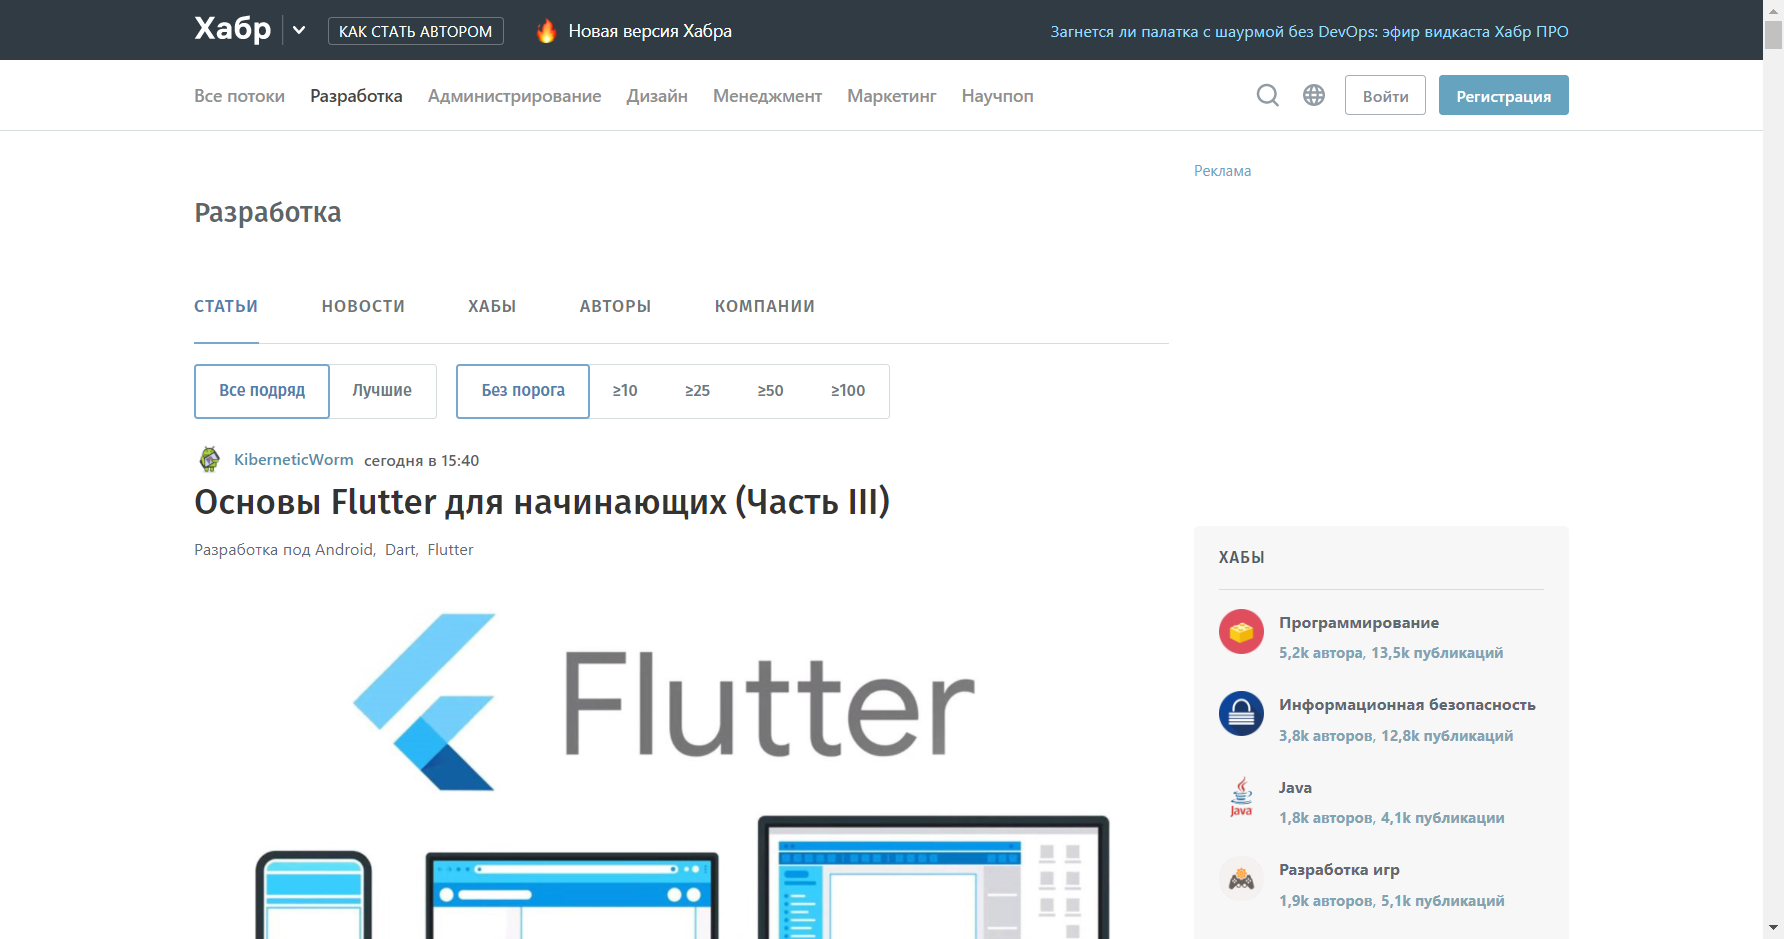 Хабр
КАК СТАТЬ АВТОРОМ
Новая версия Хабра
Загнется ли палатка с шаурмой без DevOps: эфир видкаста Хабр ПРО
Все потоки Разработка Администрирование Дизайн Менеджмент Маркетинг Научпоп
Войти
Регистрация
Реклама
Разработка
СТАТЬИ НОВОСТИ ХАБЫ АВТОРЫ КОМПАНИИ
Все подряд Лучшие Без порога ≥10 ≥25 ≥50 ≥100
KiberneticWorm сегодня в 15:40
Основы Flutter для начинающих (Часть III)
Разработка под Android, Dart, Flutter
Flutter
ХАБЫ
Программирование
5,2k автора, 13,5k публикаций
Информационная безопасность
3,8k авторов, 12,8k публикаций
Java
Java
1,8k авторов, 4,1k публикации
Разработка игр
1,9k авторов, 5,1k публикаций